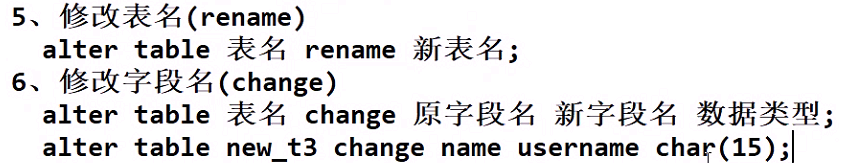 5、修改表名(rename)
alter table 表名 rename 新表名;
6、修改字段名(change)
alter table 表名 change 原字段名 新字段名 数据类型;
alter table new_t3 change name username char(15);